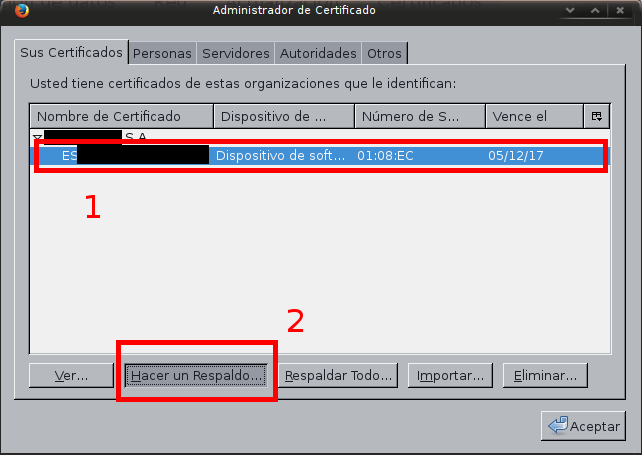 Administrador de Certificado
Sus Certificados Personas Servidores Autoridades Otros
Usted tiene certificados de estas organizaciones que le identifican:
Nombre de Certificado Dispositivo de ... Número de S... Vence el
S.A.
ES Dispositivo de soft... 01:08:EC 05/12/17
1
2
Ver... Hacer un Respaldo... Respaldar Todo... Importar... Eliminar...
Aceptar